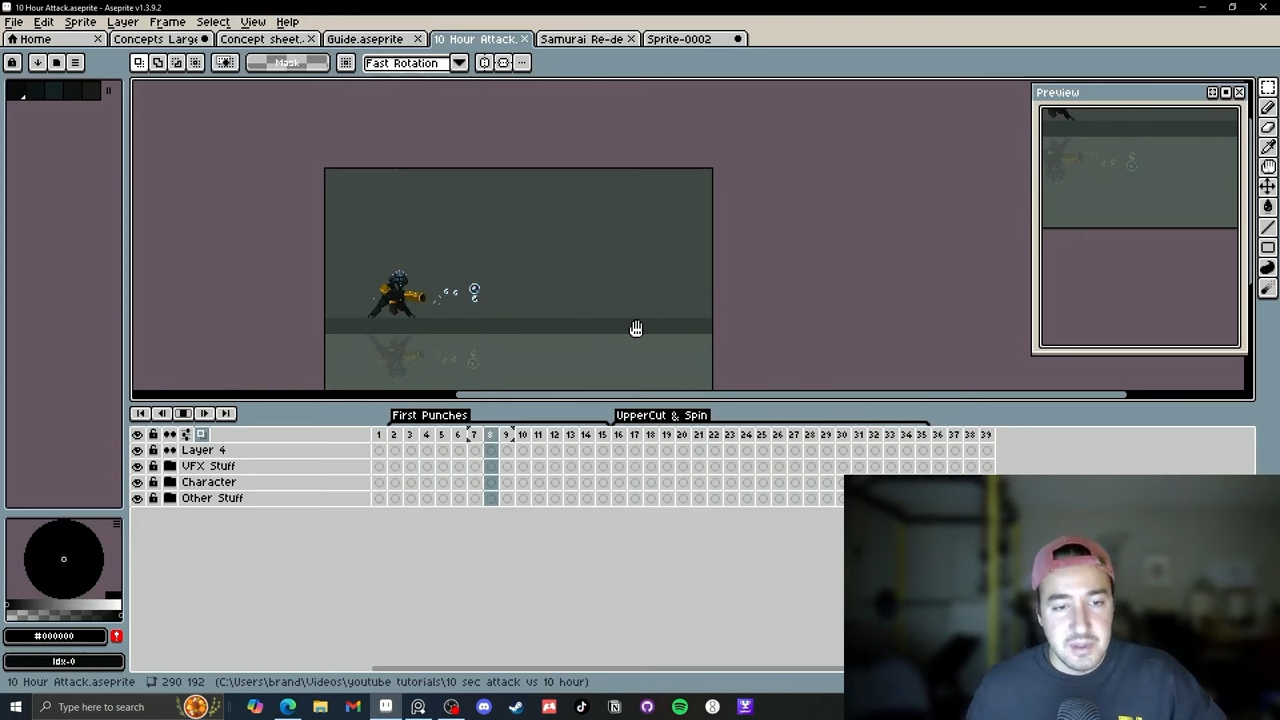 10 Hour Attack.aseprite - Aseprite v1.3.9.2
File Edit Sprite Layer Frame Select View Help
Home Concepts Large Concept sheet. Guide.aseprite 10 Hour Attack. Samurai Re-de Sprite-0002
Mask Fast Rotation
Preview
First Punches UpperCut & Spin
1 2 3 4 5 6 7 8 9 10 11 12 13 14 15 16 17 18 19 20 21 22 23 24 25 26 27 28 29 30 31 32 33 34 35 36 37 38 39
Layer 4
VFX Stuff
Character
Other Stuff
#000000
Idx-0
10 Hour Attack.aseprite 290 192 (C:\Users\brand\Videos\youtube tutorials\10 sec attack vs 10 hour)
Type here to search